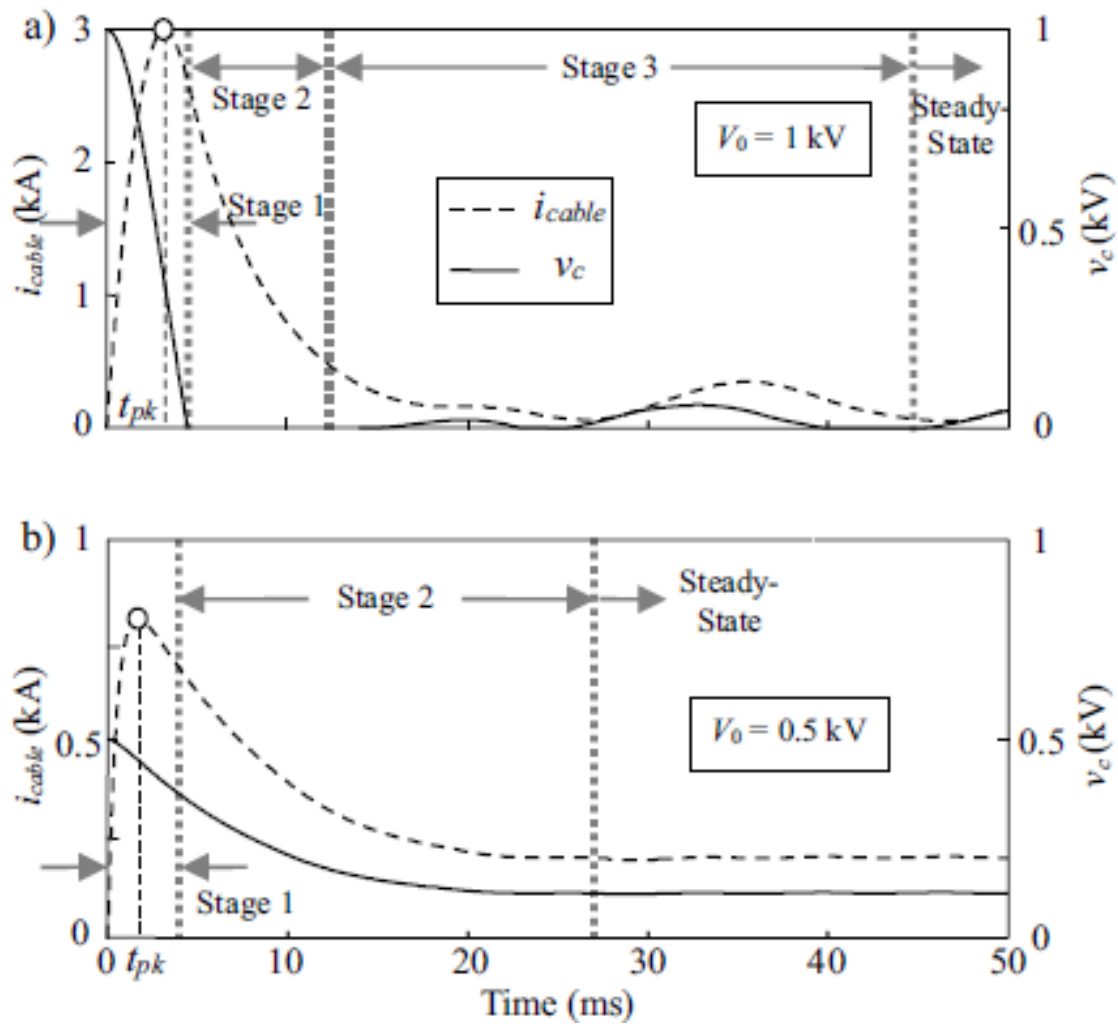 a)
3
2
1
0
i_cable (kA)
1
0.5
0
v_c (kV)
Stage 2
Stage 3
Steady-
State
V_0 = 1 kV
Stage 1
i_cable
v_c
t_pk
b)
1
0.5
0
i_cable (kA)
1
0.5
0
v_c (kV)
Stage 2
Steady-
State
V_0 = 0.5 kV
Stage 1
0 t_pk 10 20 30 40 50
Time (ms)